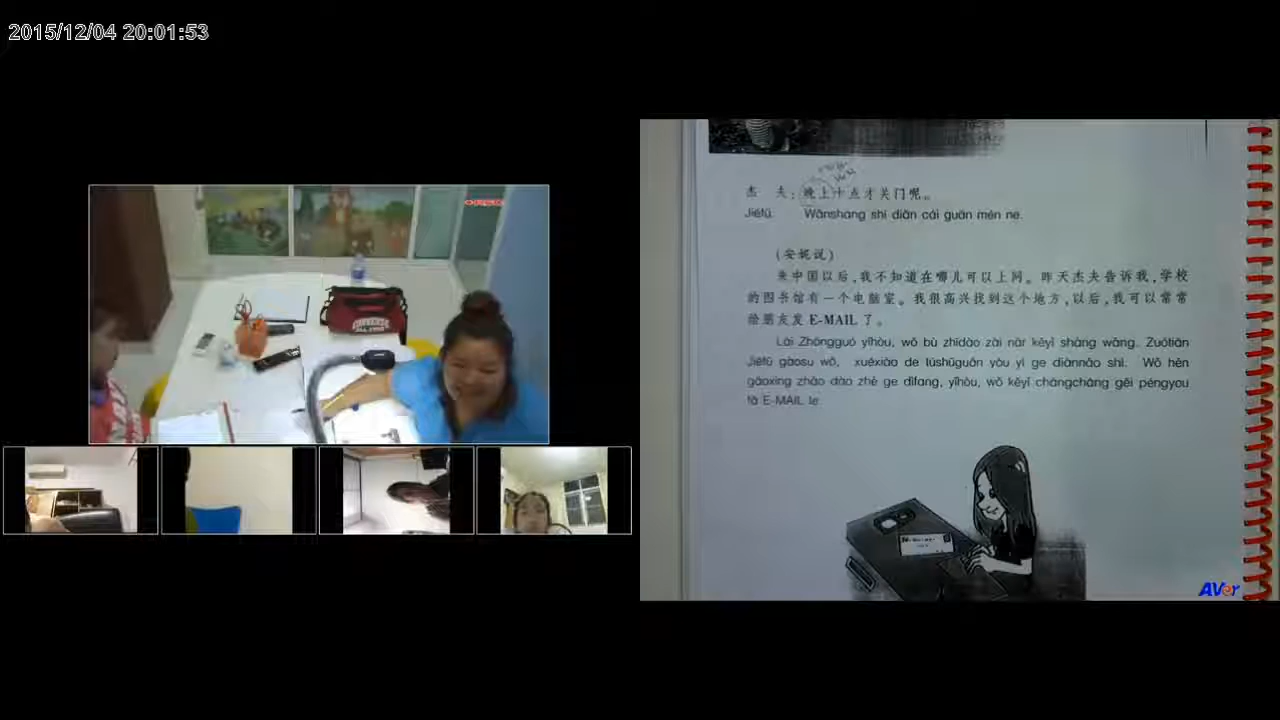 2015/12/04 20:01:53
CONVERSE
ALL STAR
杰 夫：晚上十点才关门呢。
Jiéfū: Wǎnshang shí diǎn cái guān mén ne.
(安妮说)
来中国以后，我不知道在哪儿可以上网。昨天杰夫告诉我，学校
的图书馆有一个电脑室。我很高兴找到这个地方，以后，我可以常常
给朋友发 E-MAIL 了。
Lái Zhōngguó yǐhòu, wǒ bù zhīdào zài nǎr kěyǐ shàng wǎng. Zuótiān
Jiéfū gàosu wǒ, xuéxiào de túshūguǎn yǒu yí ge diànnǎo shì. Wǒ hěn
gāoxìng zhǎo dào zhè ge dìfang, yǐhòu, wǒ kěyǐ chángcháng gěi péngyou
fā E-MAIL le.
AVer